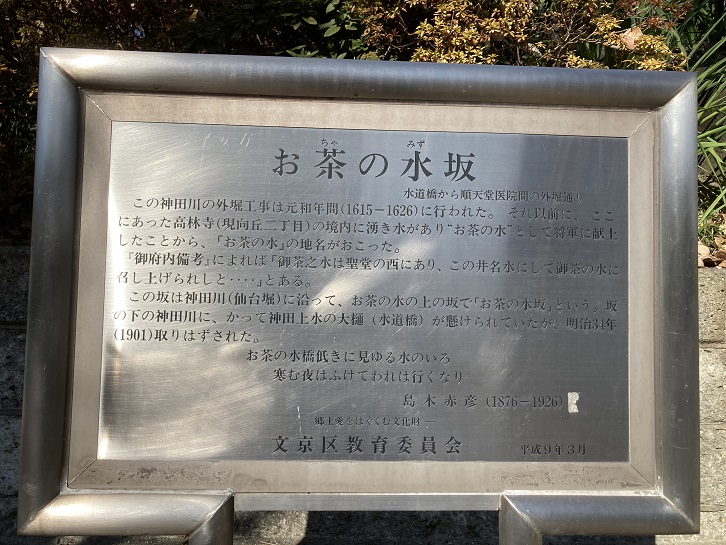 ちゃ みず
お茶の水坂
水道橋から順天堂医院間の外堀通り
この神田川の外堀工事は元和年間(1615−1626)に行われた。それ以前に、ここ
にあった高林寺(現向丘二丁目)の境内に湧き水があり“お茶の水”として将軍に献上
したことから、「お茶の水」の地名がおこった。
『御府内備考』によれば「御茶之水は聖堂の西にあり、この井名水にして御茶の水に
召し上げられしと・・・・」とある。
この坂は神田川(仙台堀)に沿って、お茶の水の上の坂で「お茶の水坂」という。坂
の下の神田川に、かって神田上水の大樋(水道橋)が懸けられていたが、明治34年
(1901)取りはずされた。
お茶の水橋低きに見ゆる水のいろ
寒む夜はふけてわれは行くなり
島木赤彦(1876−1926)
郷土愛をはぐくむ文化財
文京区教育委員会 平成9年3月